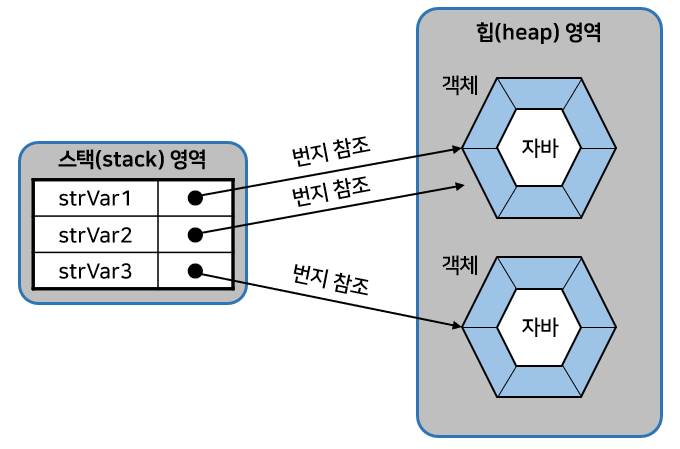 힙(heap) 영역
객체
자바
번지 참조
번지 참조
스택(stack) 영역
strVar1
strVar2
strVar3
번지 참조
객체
자바